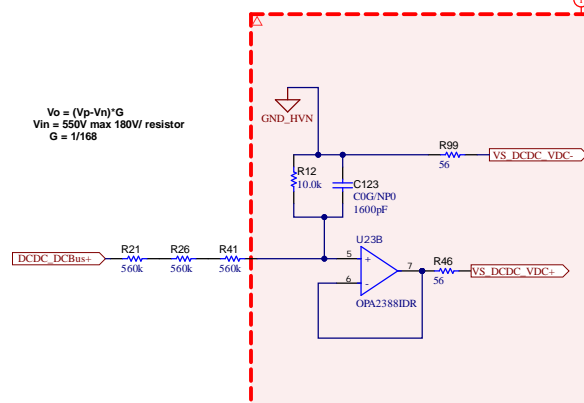 Vo = (Vp-Vn)*G
Vin = 550V max 180V/ resistor
G = 1/168
GND_HVN
R12
10.0k
C123
C0G/NP0
1600pF
R99
56
VS_DCDC_VDC-
DCDC_DCBus+
R21
560k
R26
560k
R41
560k
U23B
5
+
6
-
7
OPA2388IDR
R46
56
VS_DCDC_VDC+